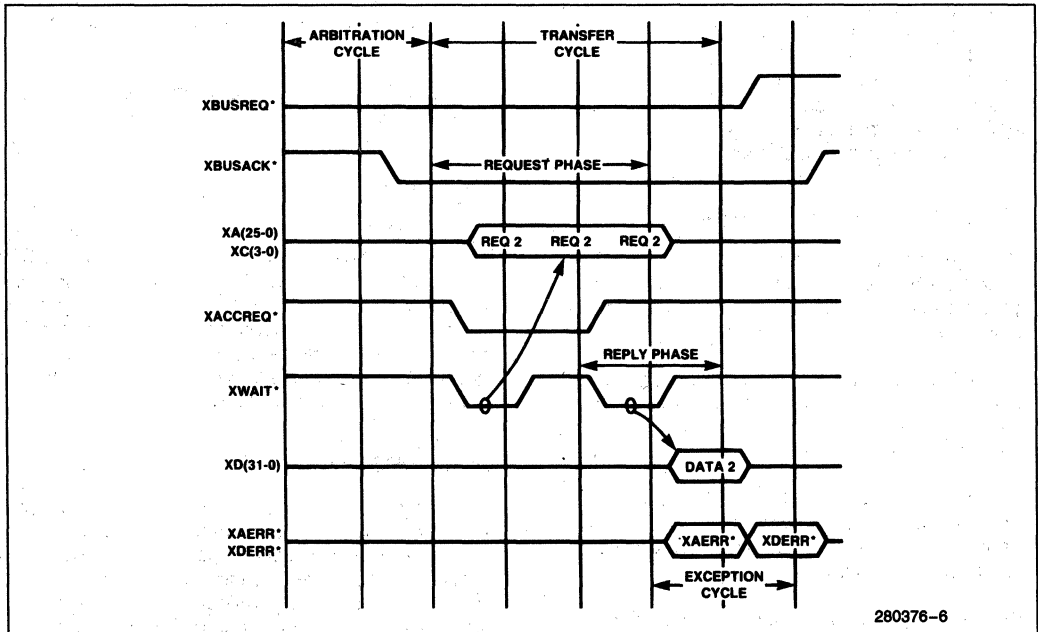 ARBITRATION
CYCLE
TRANSFER
CYCLE
XBUSREQ*
XBUSACK*
REQUEST PHASE
XA(25-0)
XC(3-0)
REQ 2 REQ 2 REQ 2
XACCREQ*
REPLY PHASE
XWAIT*
XD(31-0)
DATA 2
XAERR*
XDERR*
XAERR* XDERR*
EXCEPTION
CYCLE
280376-6